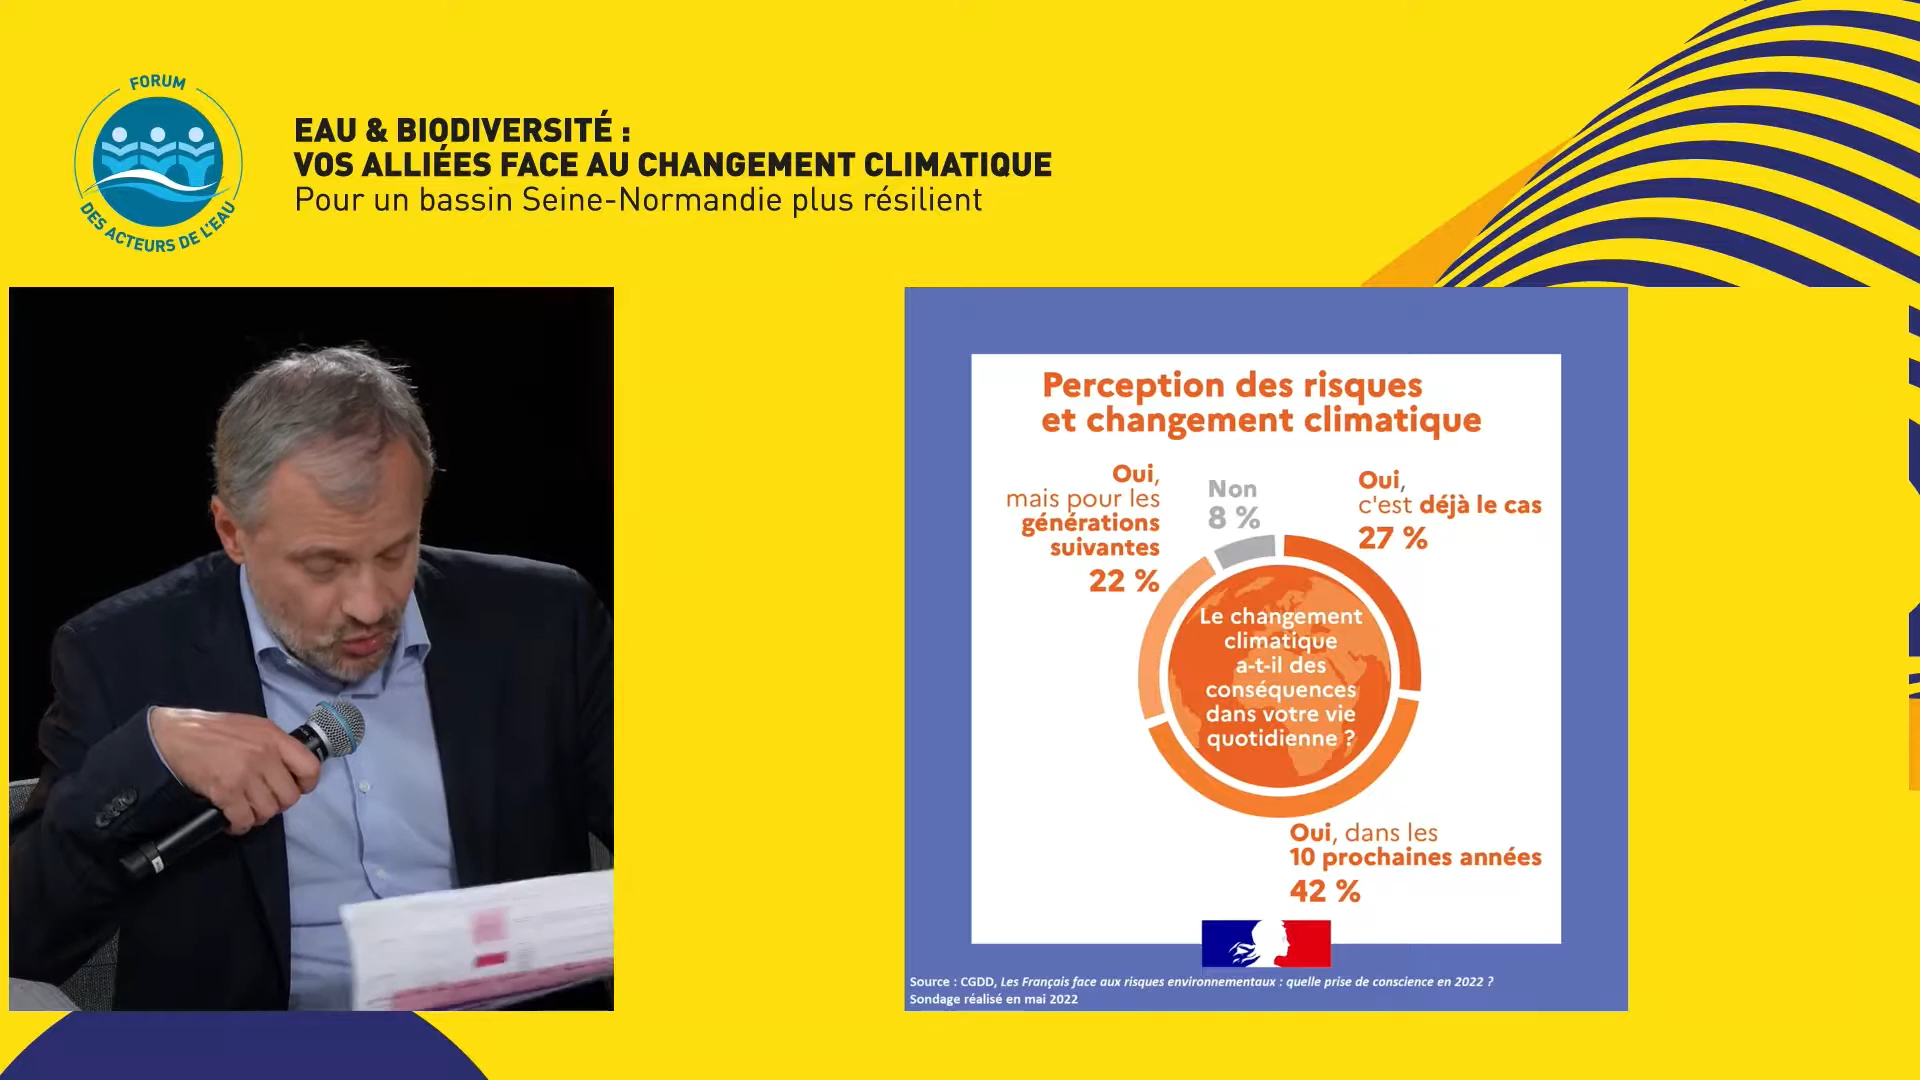 FORUM
DES ACTEURS DE L'EAU
EAU & BIODIVERSITÉ :
VOS ALLIÉES FACE AU CHANGEMENT CLIMATIQUE
Pour un bassin Seine-Normandie plus résilient
Perception des risques
et changement climatique
Oui,
mais pour les
générations
suivantes
22 %
Non
8 %
Oui,
c'est déjà le cas
27 %
Le changement
climatique
a-t-il des
conséquences
dans votre vie
quotidienne ?
Oui, dans les
10 prochaines années
42 %
Source : CGDD, Les Français face aux risques environnementaux : quelle prise de conscience en 2022 ?
Sondage réalisé en mai 2022